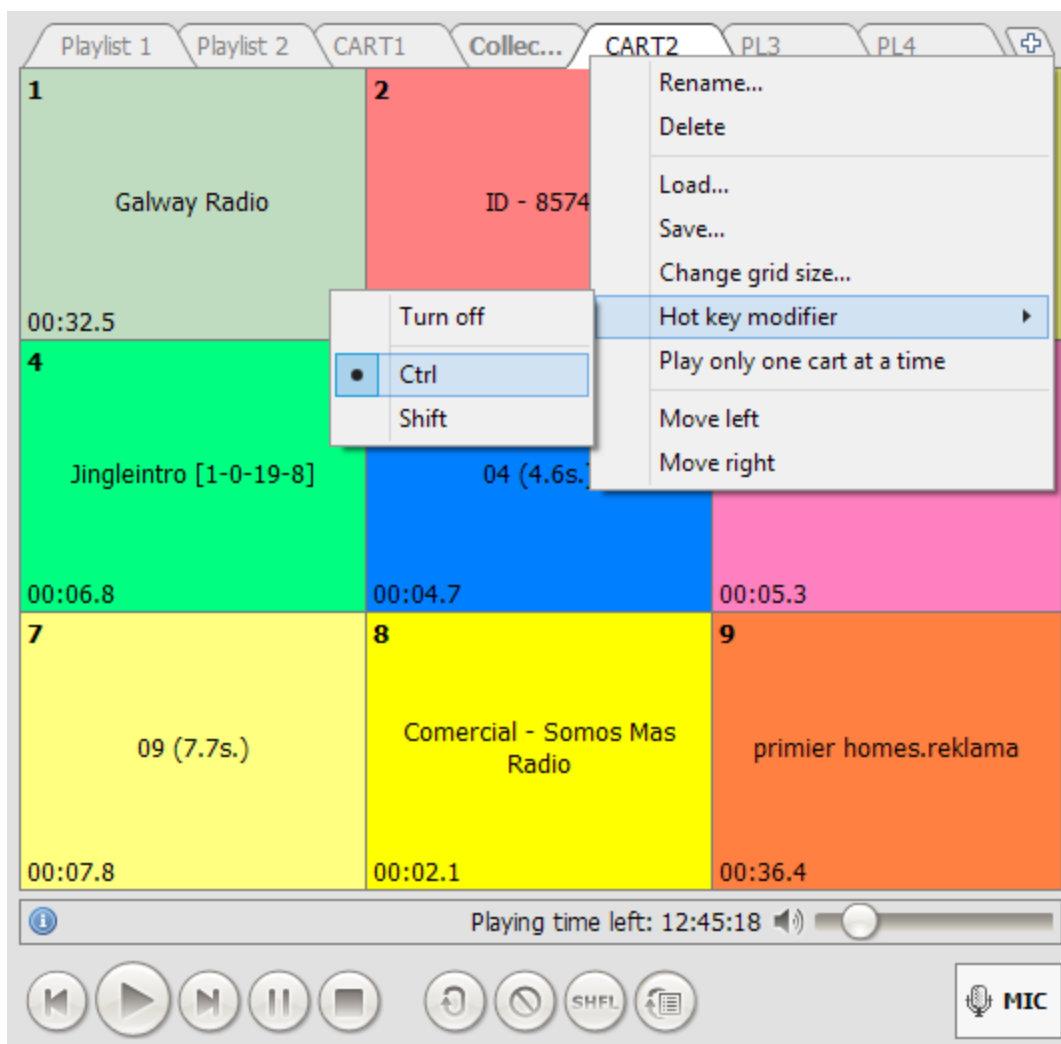 Playlist 1
Playlist 2
CART1
Collec...
CART2
PL3
PL4
Rename...
Delete
Load...
Save...
Change grid size...
Hot key modifier
Play only one cart at a time
Move left
Move right
Turn off
Ctrl
Shift
1
Galway Radio
00:32.5
2
ID - 8574
4
Jingleintro [1-0-19-8]
00:06.8
04 (4.6s.)
00:04.7
00:05.3
7
09 (7.7s.)
00:07.8
8
Comercial - Somos Mas
Radio
00:02.1
9
primier homes.reklama
00:36.4
Playing time left: 12:45:18
SHFL
MIC